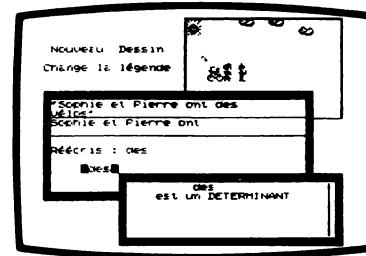 Nouveau Dessin
Change la légende
"Sophie et Pierre ont des
vélos"
Sophie et Pierre ont
Réécris : des
des
des
est un DETERMINANT